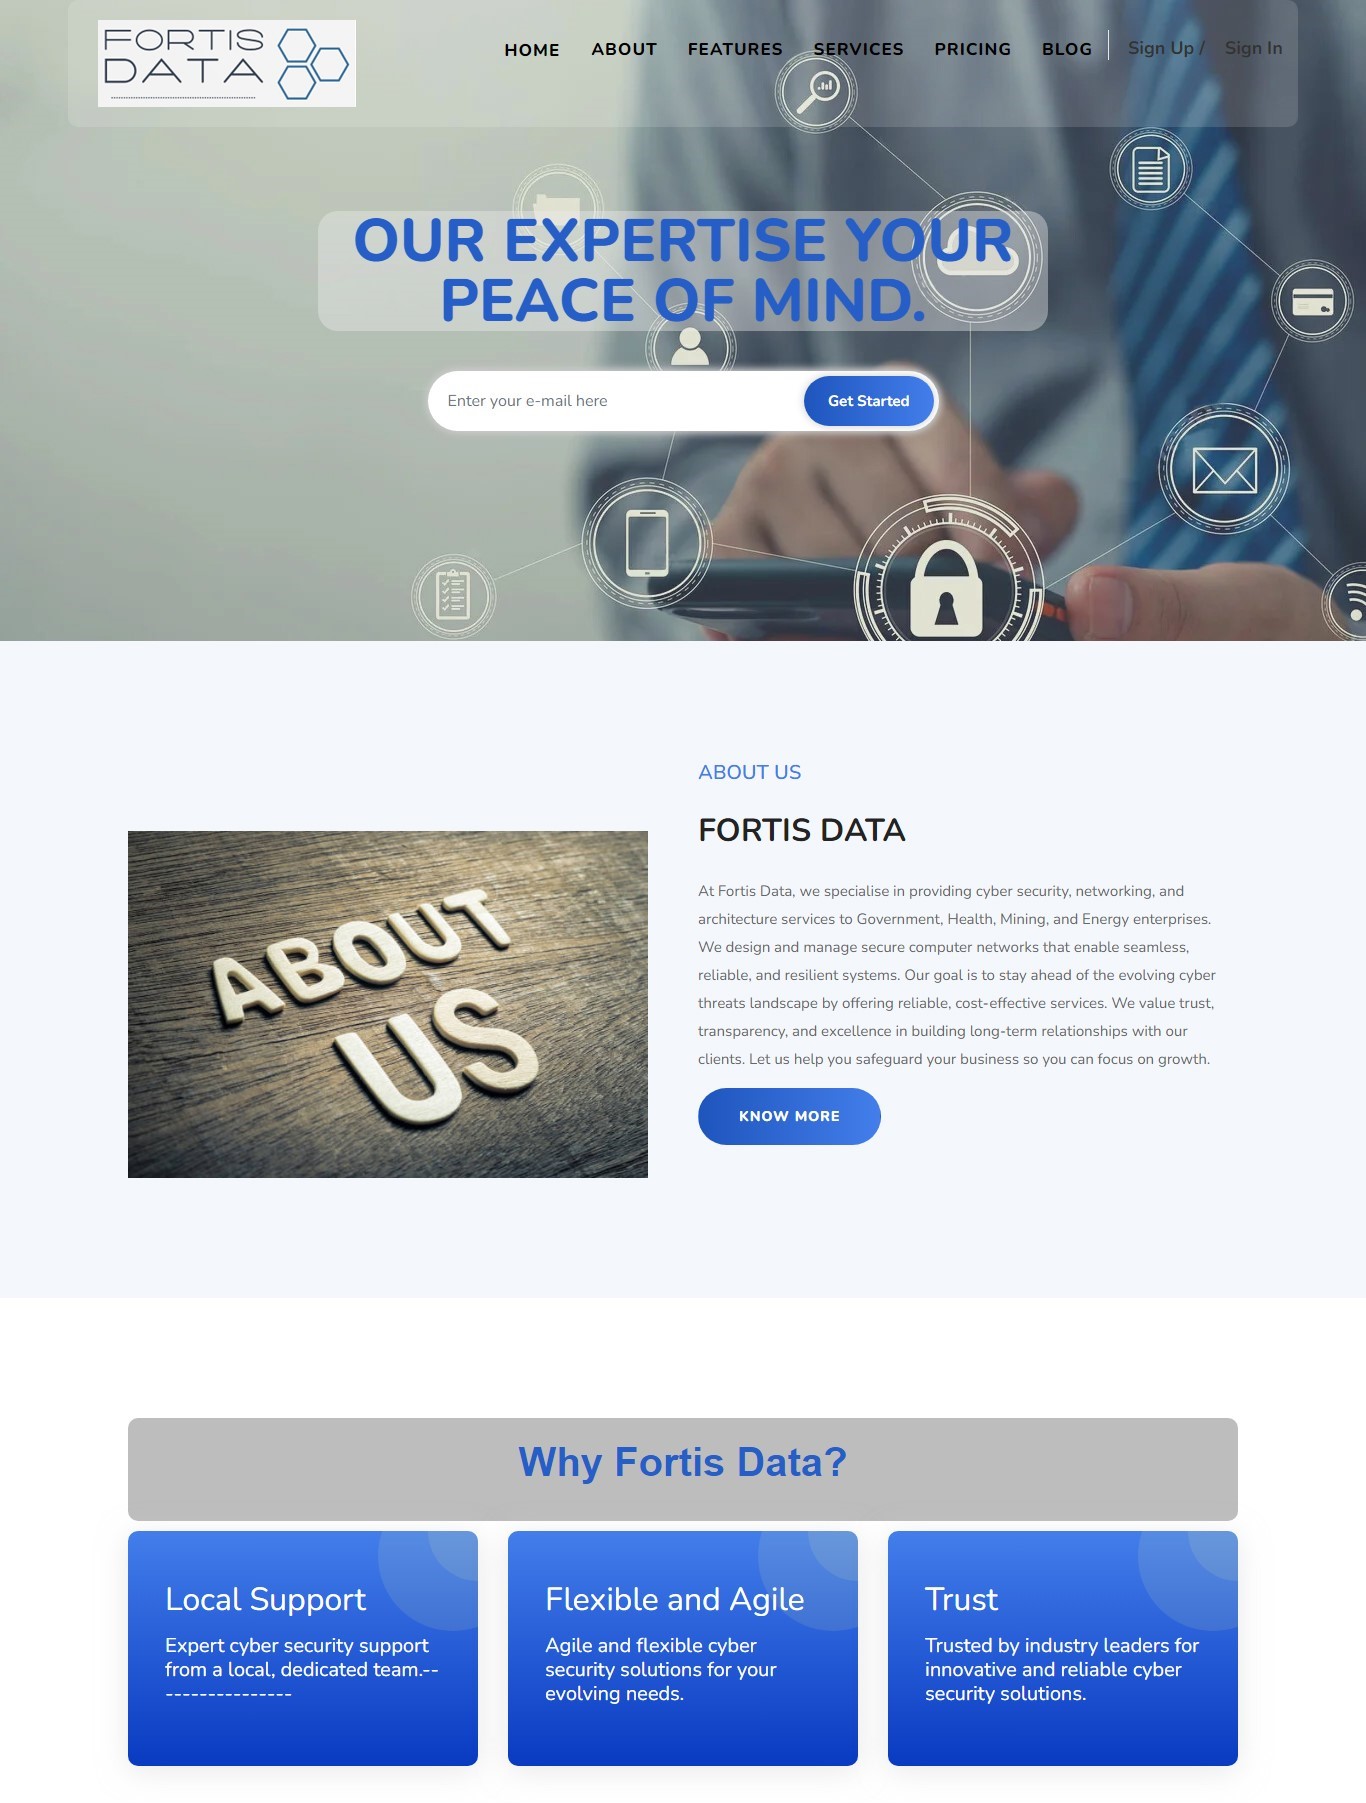 FORTIS
DATA
HOME ABOUT FEATURES SERVICES PRICING BLOG Sign Up / Sign In
OUR EXPERTISE YOUR
PEACE OF MIND.
Enter your e-mail here Get Started
ABOUT US
FORTIS DATA
ABOUT
US
At Fortis Data, we specialise in providing cyber security, networking, and
architecture services to Government, Health, Mining, and Energy enterprises.
We design and manage secure computer networks that enable seamless,
reliable, and resilient systems. Our goal is to stay ahead of the evolving cyber
threats landscape by offering reliable, cost-effective services. We value trust,
transparency, and excellence in building long-term relationships with our
clients. Let us help you safeguard your business so you can focus on growth.
KNOW MORE
Why Fortis Data?
Local Support
Expert cyber security support
from a local, dedicated team.--
---------------
Flexible and Agile
Agile and flexible cyber
security solutions for your
evolving needs.
Trust
Trusted by industry leaders for
innovative and reliable cyber
security solutions.